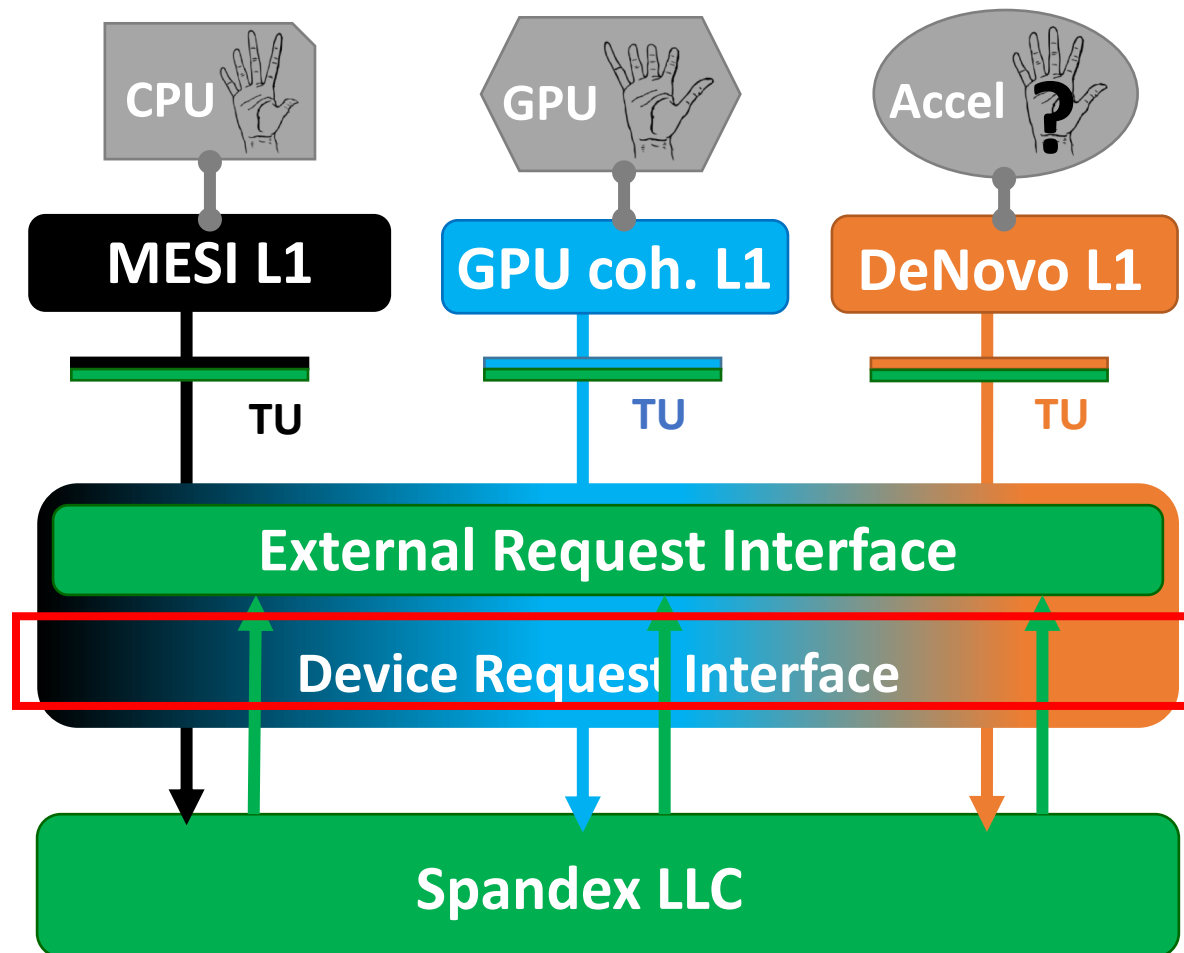 CPU
GPU
Accel ?
MESI L1
GPU coh. L1
DeNovo L1
TU
TU
TU
External Request Interface
Device Request Interface
Spandex LLC